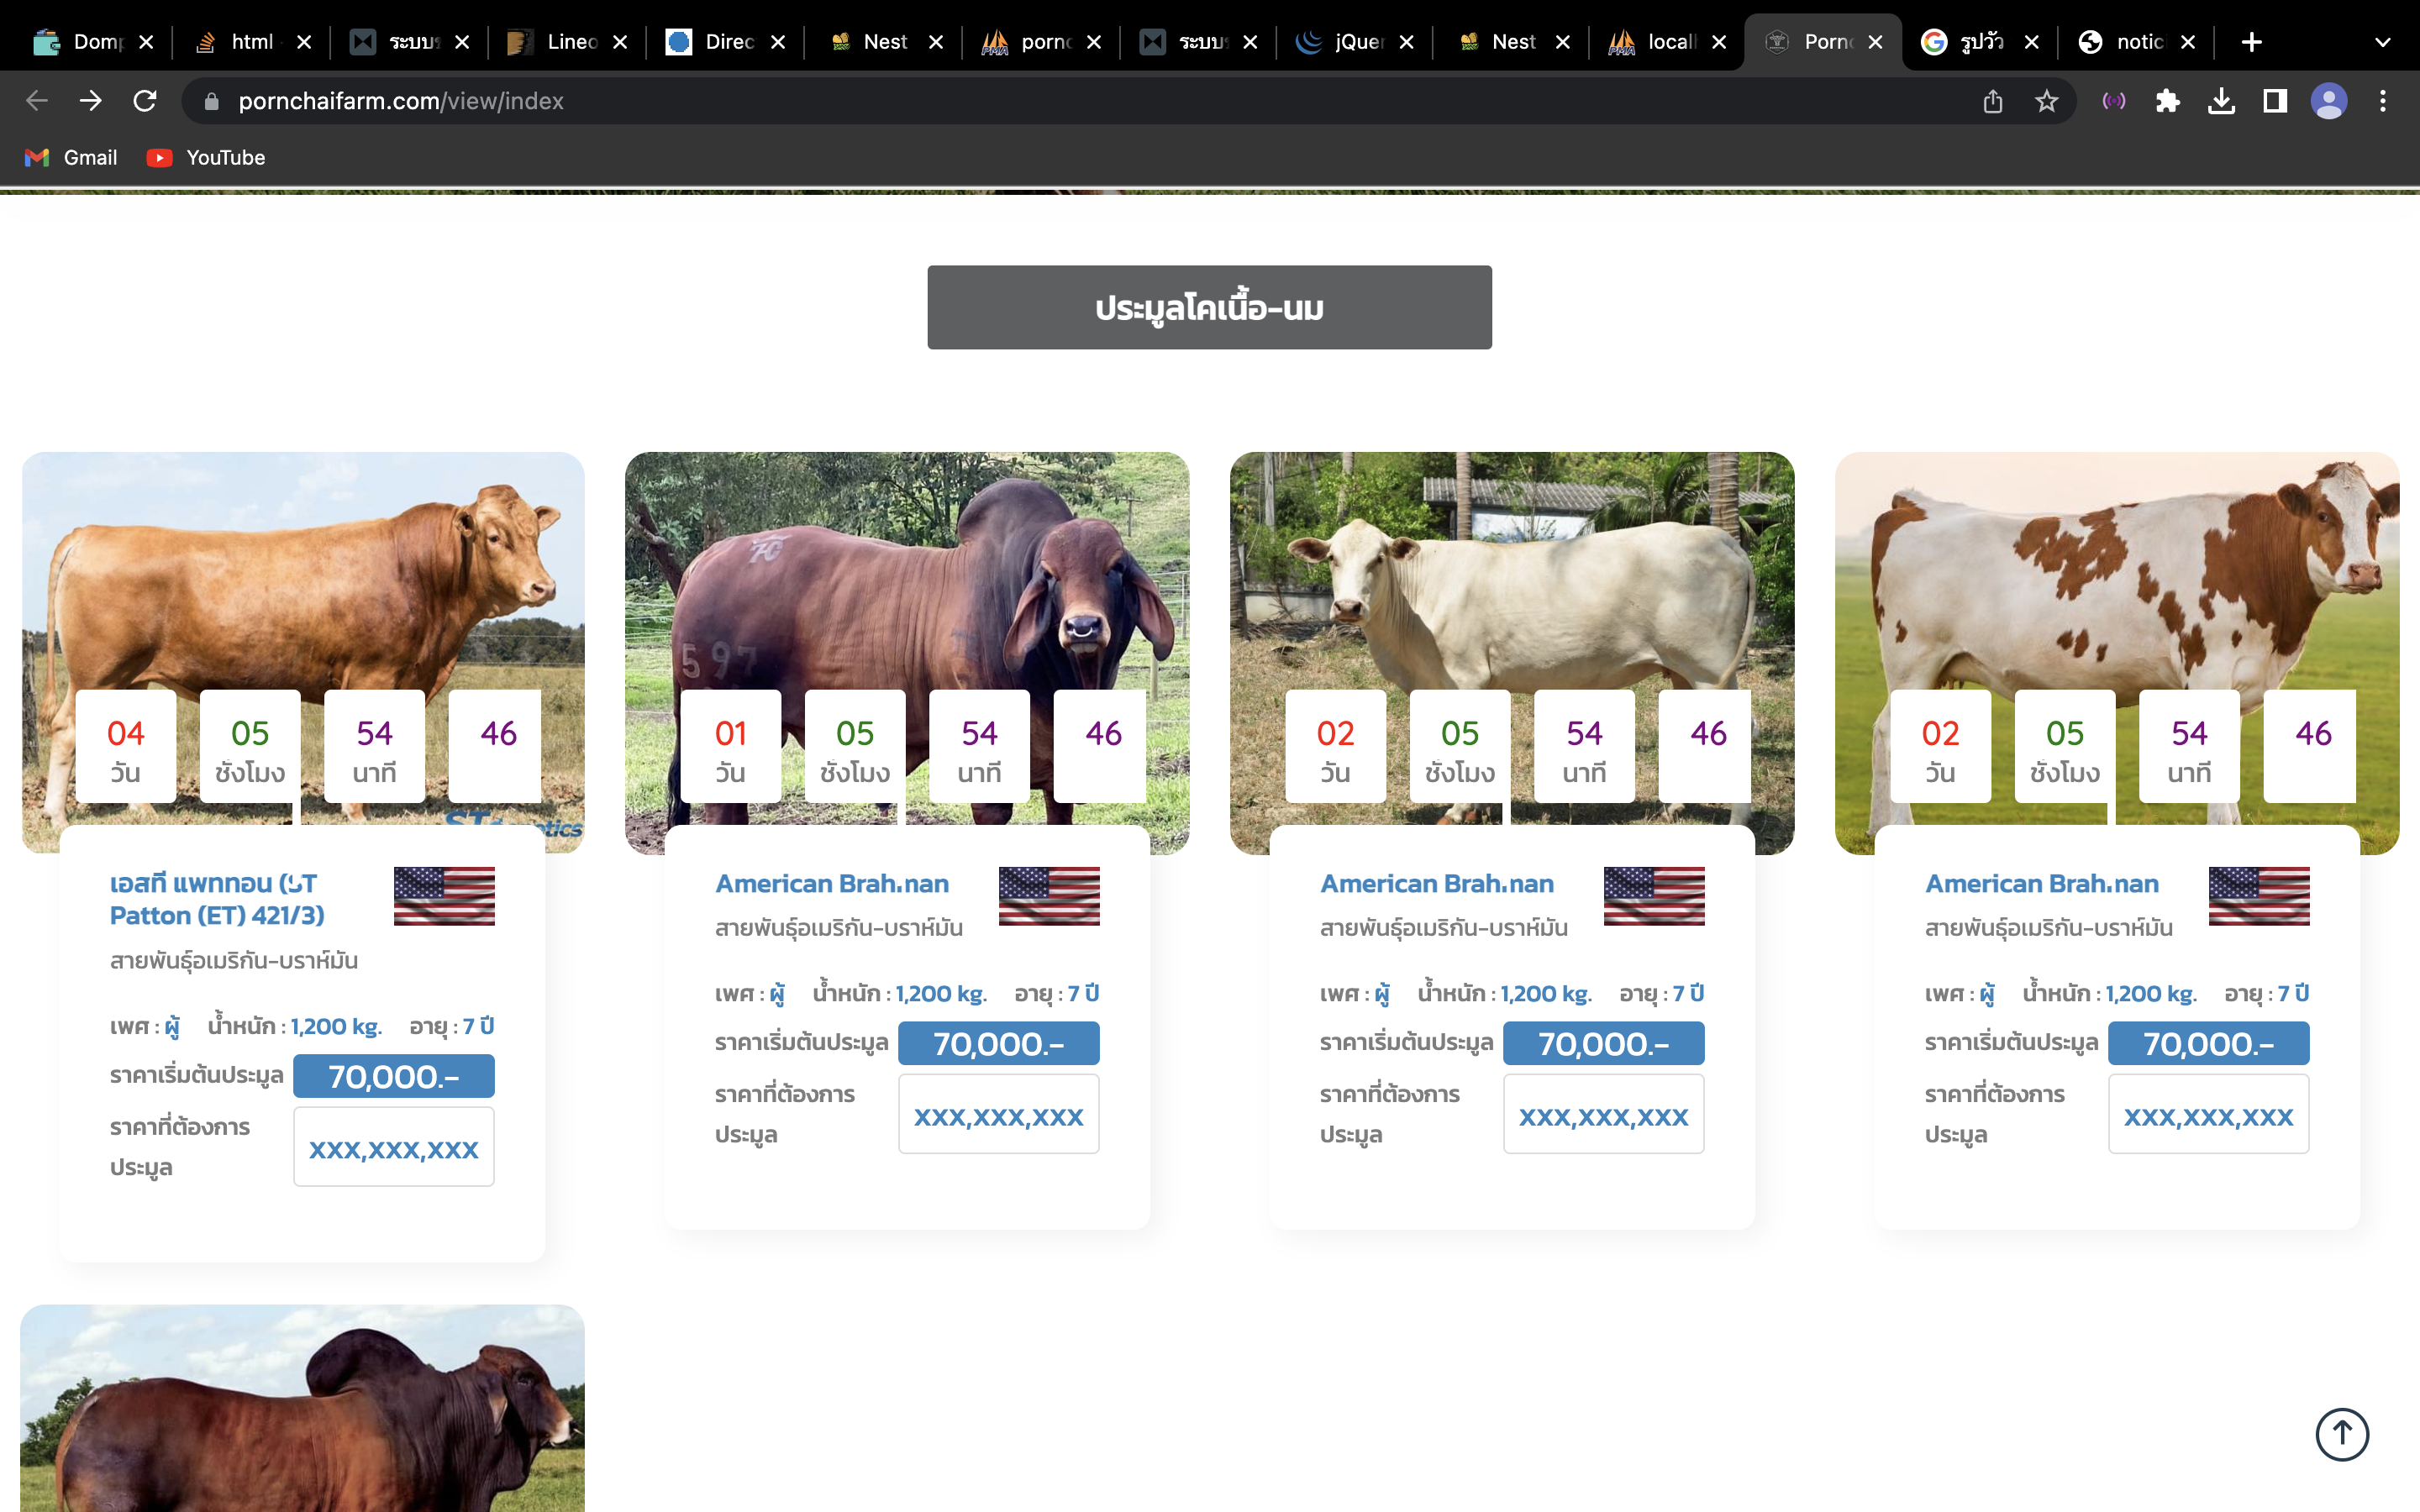 Domp
html
ระบบร
Lineo
Direc
Nest
pornc
ระบบร
jQuer
Nest
localh
Pornc
รูปวัว
notic
pornchaifarm.com/view/index
Gmail YouTube
ประมูลโคเนื้อ-นม
04 05 54 46
วัน ชั่งโมง นาที
เอสที แพททอน (ST
Patton (ET) 421/3)
สายพันธุ์อเมริกัน-บราห์มัน
เพศ : ผู้ น้ำหนัก : 1,200 kg. อายุ : 7 ปี
ราคาเริ่มต้นประมูล 70,000.-
ราคาที่ต้องการ
ประมูล
XXX,XXX,XXX
597
01 05 54 46
วัน ชั่งโมง นาที
American Brahman
สายพันธุ์อเมริกัน-บราห์มัน
เพศ : ผู้ น้ำหนัก : 1,200 kg. อายุ : 7 ปี
ราคาเริ่มต้นประมูล 70,000.-
ราคาที่ต้องการ
ประมูล
XXX,XXX,XXX
02 05 54 46
วัน ชั่งโมง นาที
American Brahman
สายพันธุ์อเมริกัน-บราห์มัน
เพศ : ผู้ น้ำหนัก : 1,200 kg. อายุ : 7 ปี
ราคาเริ่มต้นประมูล 70,000.-
ราคาที่ต้องการ
ประมูล
XXX,XXX,XXX
02 05 54 46
วัน ชั่งโมง นาที
American Brahman
สายพันธุ์อเมริกัน-บราห์มัน
เพศ : ผู้ น้ำหนัก : 1,200 kg. อายุ : 7 ปี
ราคาเริ่มต้นประมูล 70,000.-
ราคาที่ต้องการ
ประมูล
XXX,XXX,XXX